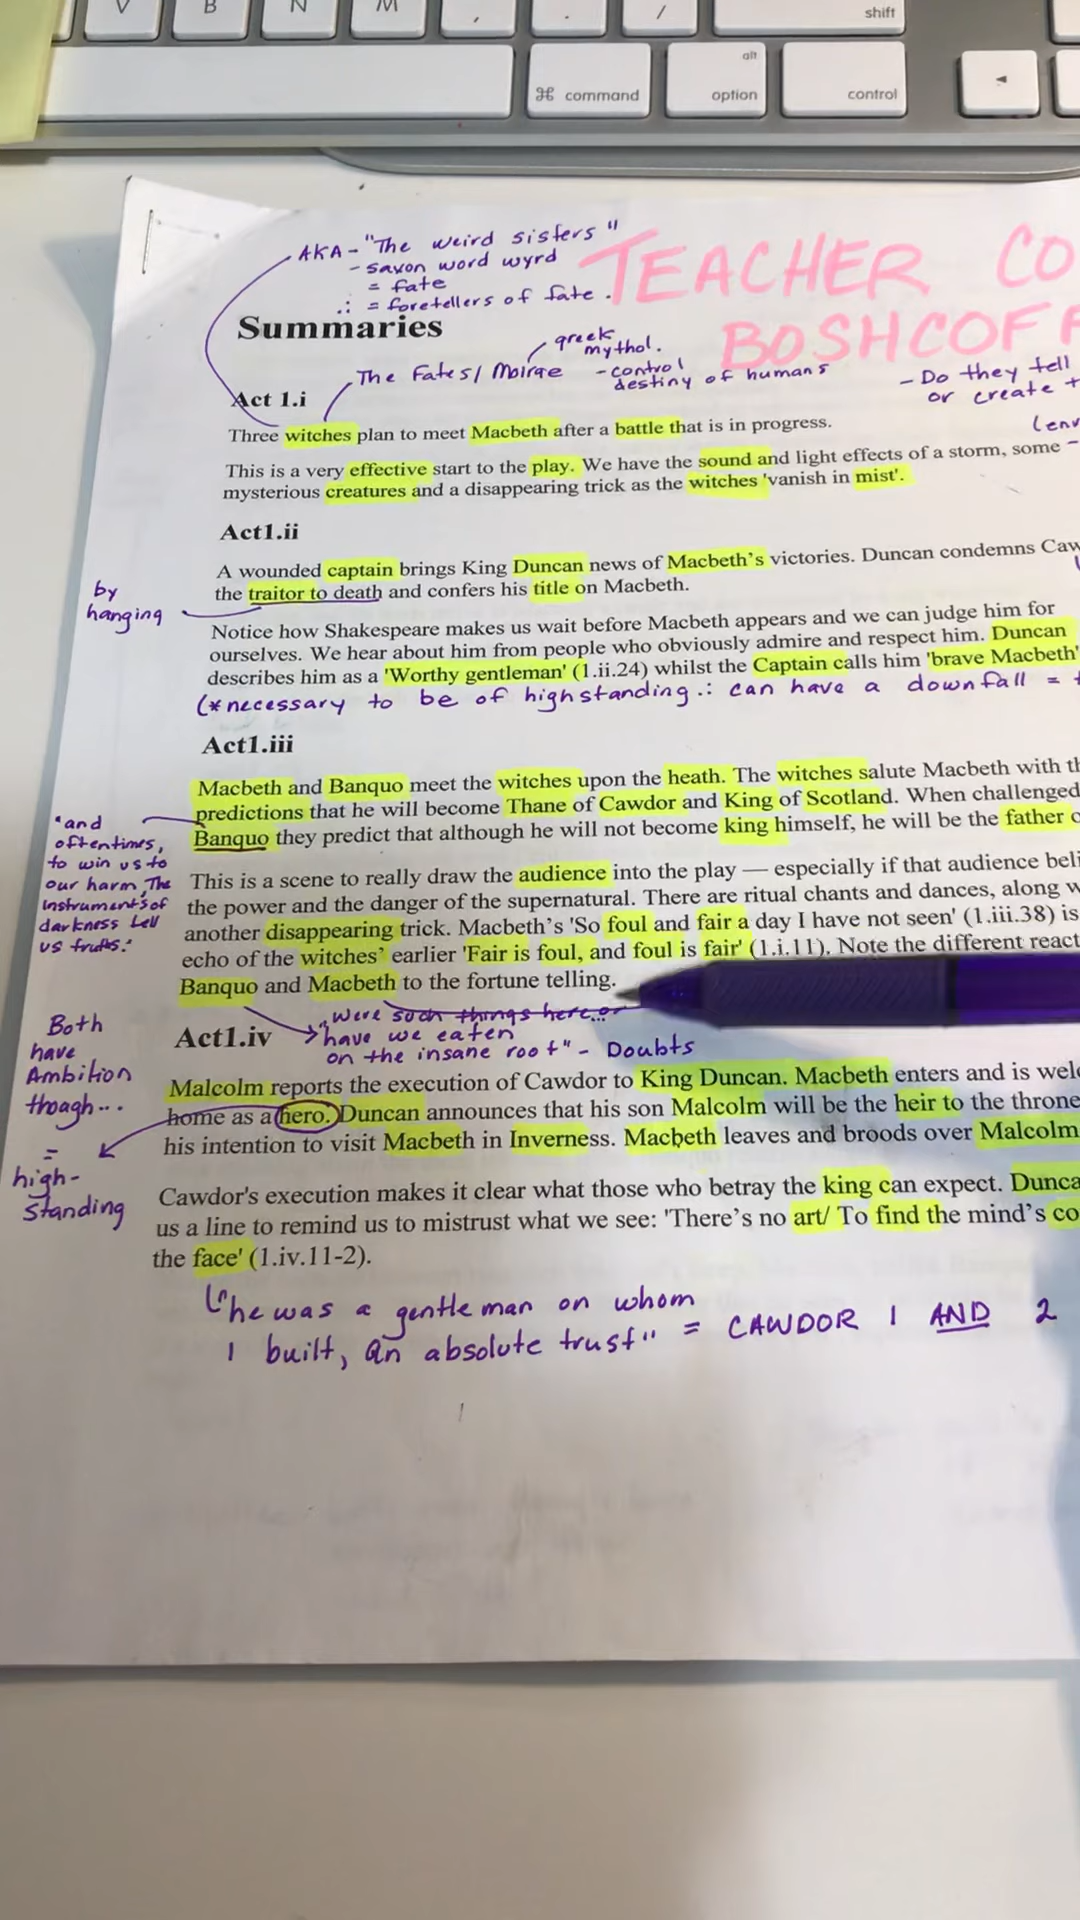 V B N M , . /
shift
⌘ command
alt
option
control
◄
AKA - "The weird sisters"
- saxon word wyrd
= fate
∴ = foretellers of fate.
TEACHER CO
BOSHCOFF
Summaries
greek
mythol.
The Fates/ Moirae
- control
destiny of humans
- Do they tell
or create t
Act 1.i
Three witches plan to meet Macbeth after a battle that is in progress.
This is a very effective start to the play. We have the sound and light effects of a storm, some
mysterious creatures and a disappearing trick as the witches 'vanish in mist'.
Act1.ii
A wounded captain brings King Duncan news of Macbeth's victories. Duncan condemns Caw
the traitor to death and confers his title on Macbeth.
by
hanging
Notice how Shakespeare makes us wait before Macbeth appears and we can judge him for
ourselves. We hear about him from people who obviously admire and respect him. Duncan
describes him as a 'Worthy gentleman' (1.ii.24) whilst the Captain calls him 'brave Macbeth'
(*necessary to be of highstanding ∴ can have a downfall =
Act1.iii
Macbeth and Banquo meet the witches upon the heath. The witches salute Macbeth with th
predictions that he will become Thane of Cawdor and King of Scotland. When challenged
Banquo they predict that although he will not become king himself, he will be the father o
"and
oftentimes,
to win us to
our harm, The
instruments of
darkness tell
us truths."
This is a scene to really draw the audience into the play — especially if that audience beli
the power and the danger of the supernatural. There are ritual chants and dances, along w
another disappearing trick. Macbeth's 'So foul and fair a day I have not seen' (1.iii.38) is
echo of the witches' earlier 'Fair is foul, and foul is fair' (1.i.11). Note the different react
Banquo and Macbeth to the fortune telling.
"were such things here...or
have we eaten
on the insane root" - Doubts
Both
have
Ambition
though...
=
high-
standing
Act1.iv
Malcolm reports the execution of Cawdor to King Duncan. Macbeth enters and is welc
home as a hero. Duncan announces that his son Malcolm will be the heir to the throne
his intention to visit Macbeth in Inverness. Macbeth leaves and broods over Malcolm
Cawdor's execution makes it clear what those who betray the king can expect. Dunca
us a line to remind us to mistrust what we see: 'There's no art/ To find the mind's co
the face' (1.iv.11-2).
"he was a gentleman on whom
I built, an absolute trust" = CAWDOR 1 AND 2